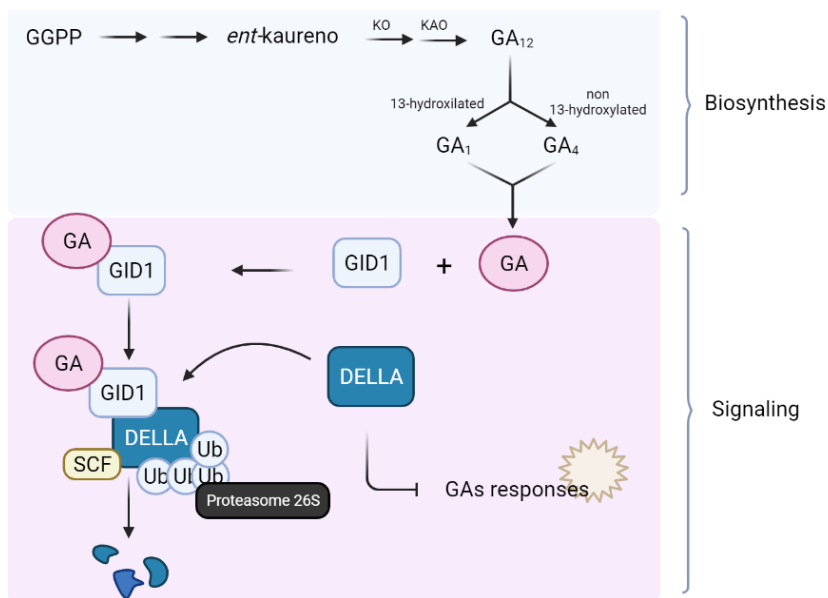 GGPP
ent-kaureno
KO
KAO
GA12
13-hydroxilated
non
13-hydroxylated
GA1
GA4
Biosynthesis
GA
GID1
GID1
+
GA
GA
GID1
DELLA
DELLA
SCF
Ub
Ub
Ub
Ub
Proteasome 26S
GAs responses
Signaling